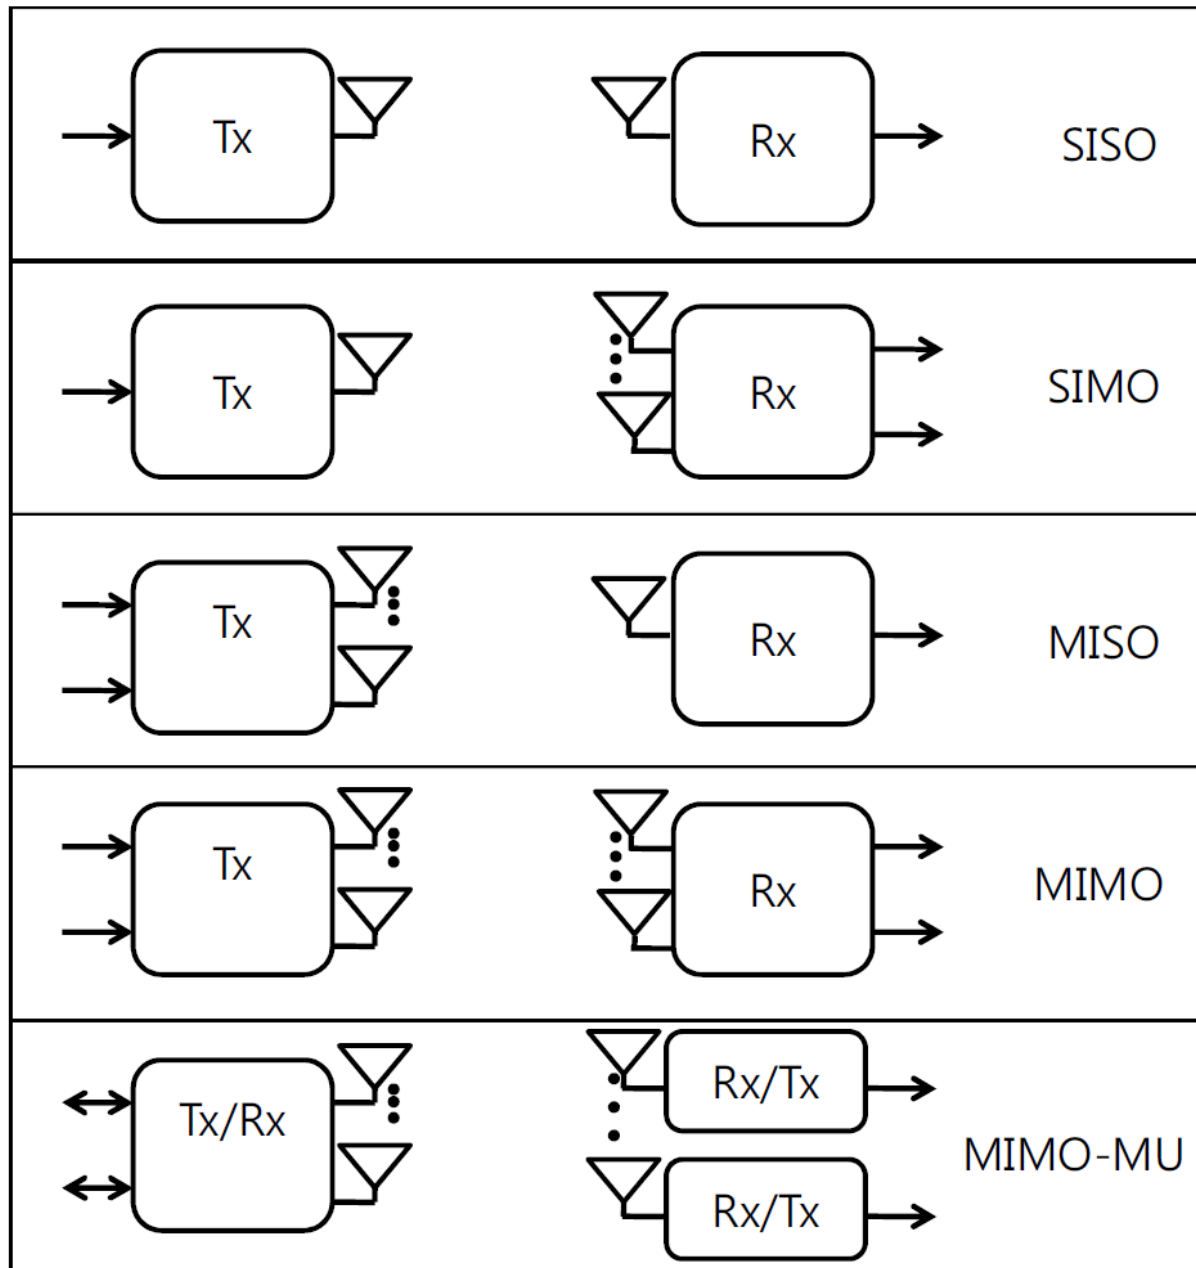 Tx
Rx
SISO
Tx
Rx
SIMO
Tx
Rx
MISO
Tx
Rx
MIMO
Tx/Rx
Rx/Tx
Rx/Tx
MIMO-MU